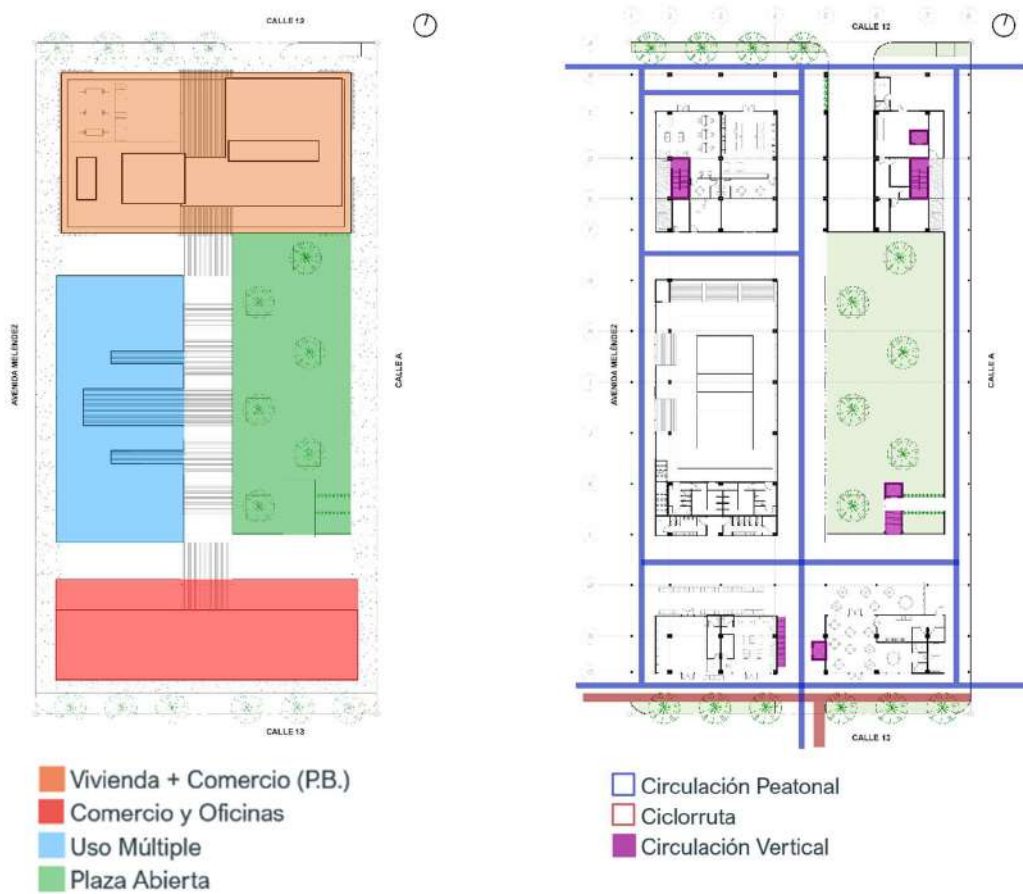 CALLE 12
AVENIDA MELÉNDEZ
CALLE A
CALLE 13
Vivienda + Comercio (P.B.)
Comercio y Oficinas
Uso Múltiple
Plaza Abierta
CALLE 12
AVENIDA MELÉNDEZ
CALLE A
CALLE 13
Circulación Peatonal
Ciclorruta
Circulación Vertical